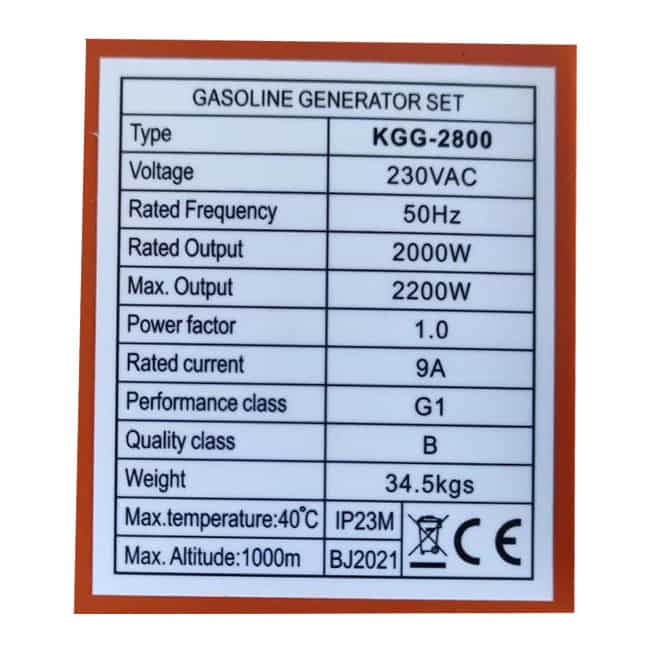 GASOLINE GENERATOR SET
Type KGG-2800
Voltage 230VAC
Rated Frequency 50Hz
Rated Output 2000W
Max. Output 2200W
Power factor 1.0
Rated current 9A
Performance class G1
Quality class B
Weight 34.5kgs
Max.temperature:40°C IP23M
Max. Altitude:1000m BJ2021
CE